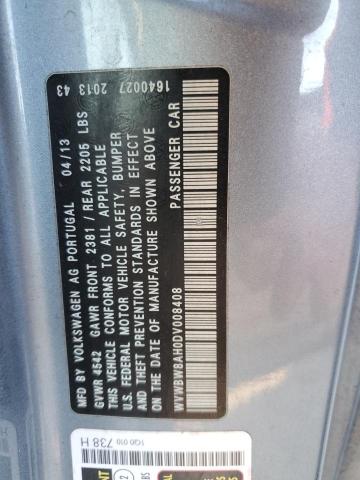 1640027 2013 43
MFD BY VOLKSWAGEN AG PORTUGAL 04/13
GVWR 4542 GAWR FRONT 2381 / REAR 2205 LBS
THIS VEHICLE CONFORMS TO ALL APPLICABLE
U.S. FEDERAL MOTOR VEHICLE SAFETY, BUMPER
AND THEFT PREVENTION STANDARDS IN EFFECT
ON THE DATE OF MANUFACTURE SHOWN ABOVE
WVWBW8AH0DV008408 PASSENGER CAR
1Q0 010 738 H